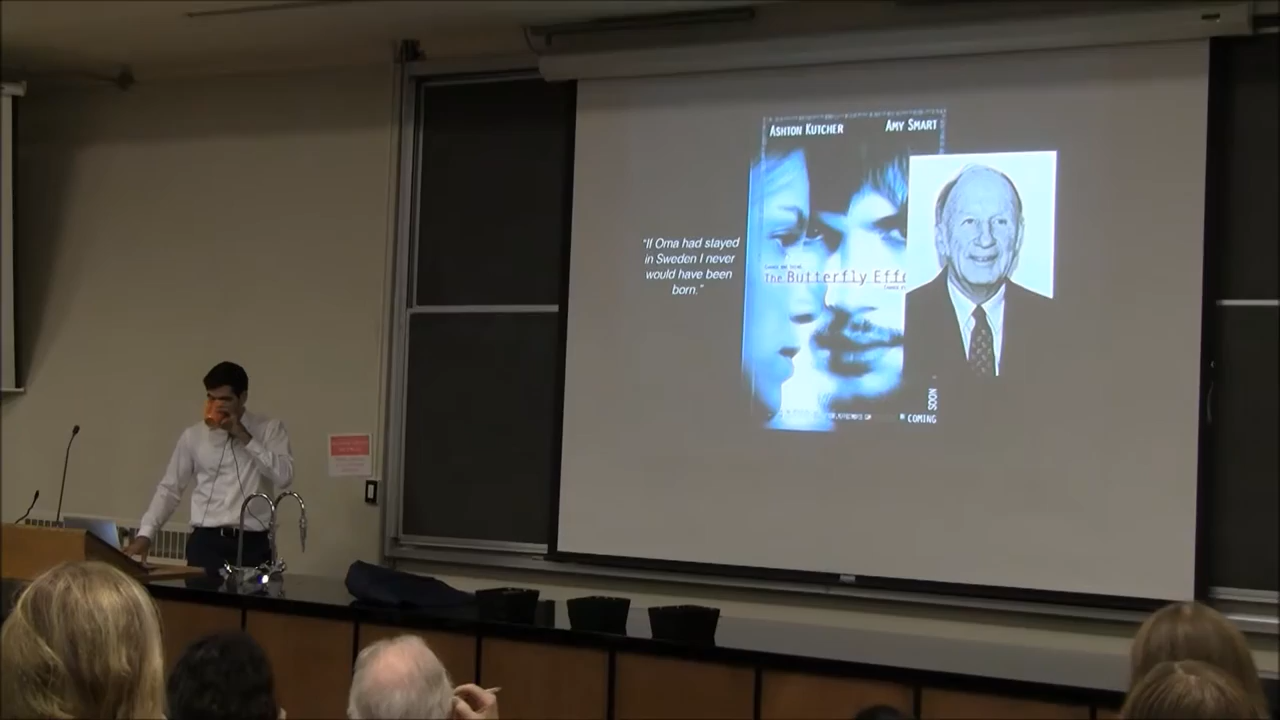 ASHTON KUTCHER
AMY SMART
"If Oma had stayed
in Sweden I never
would have been
born."
The Butterfly Effe
COMING
SOON